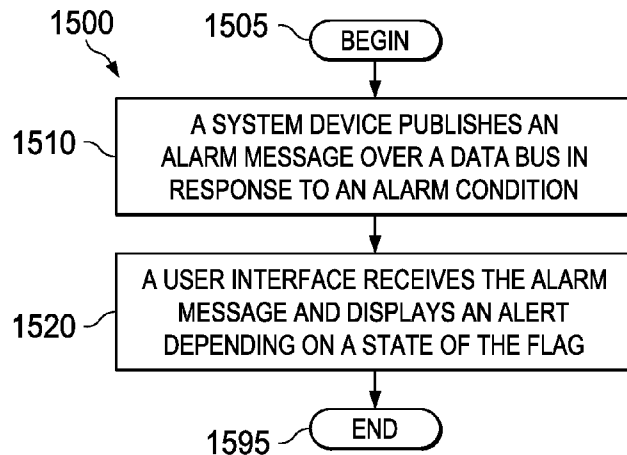 1500
1505
BEGIN
1510
A SYSTEM DEVICE PUBLISHES AN
ALARM MESSAGE OVER A DATA BUS IN
RESPONSE TO AN ALARM CONDITION
1520
A USER INTERFACE RECEIVES THE ALARM
MESSAGE AND DISPLAYS AN ALERT
DEPENDING ON A STATE OF THE FLAG
1595
END